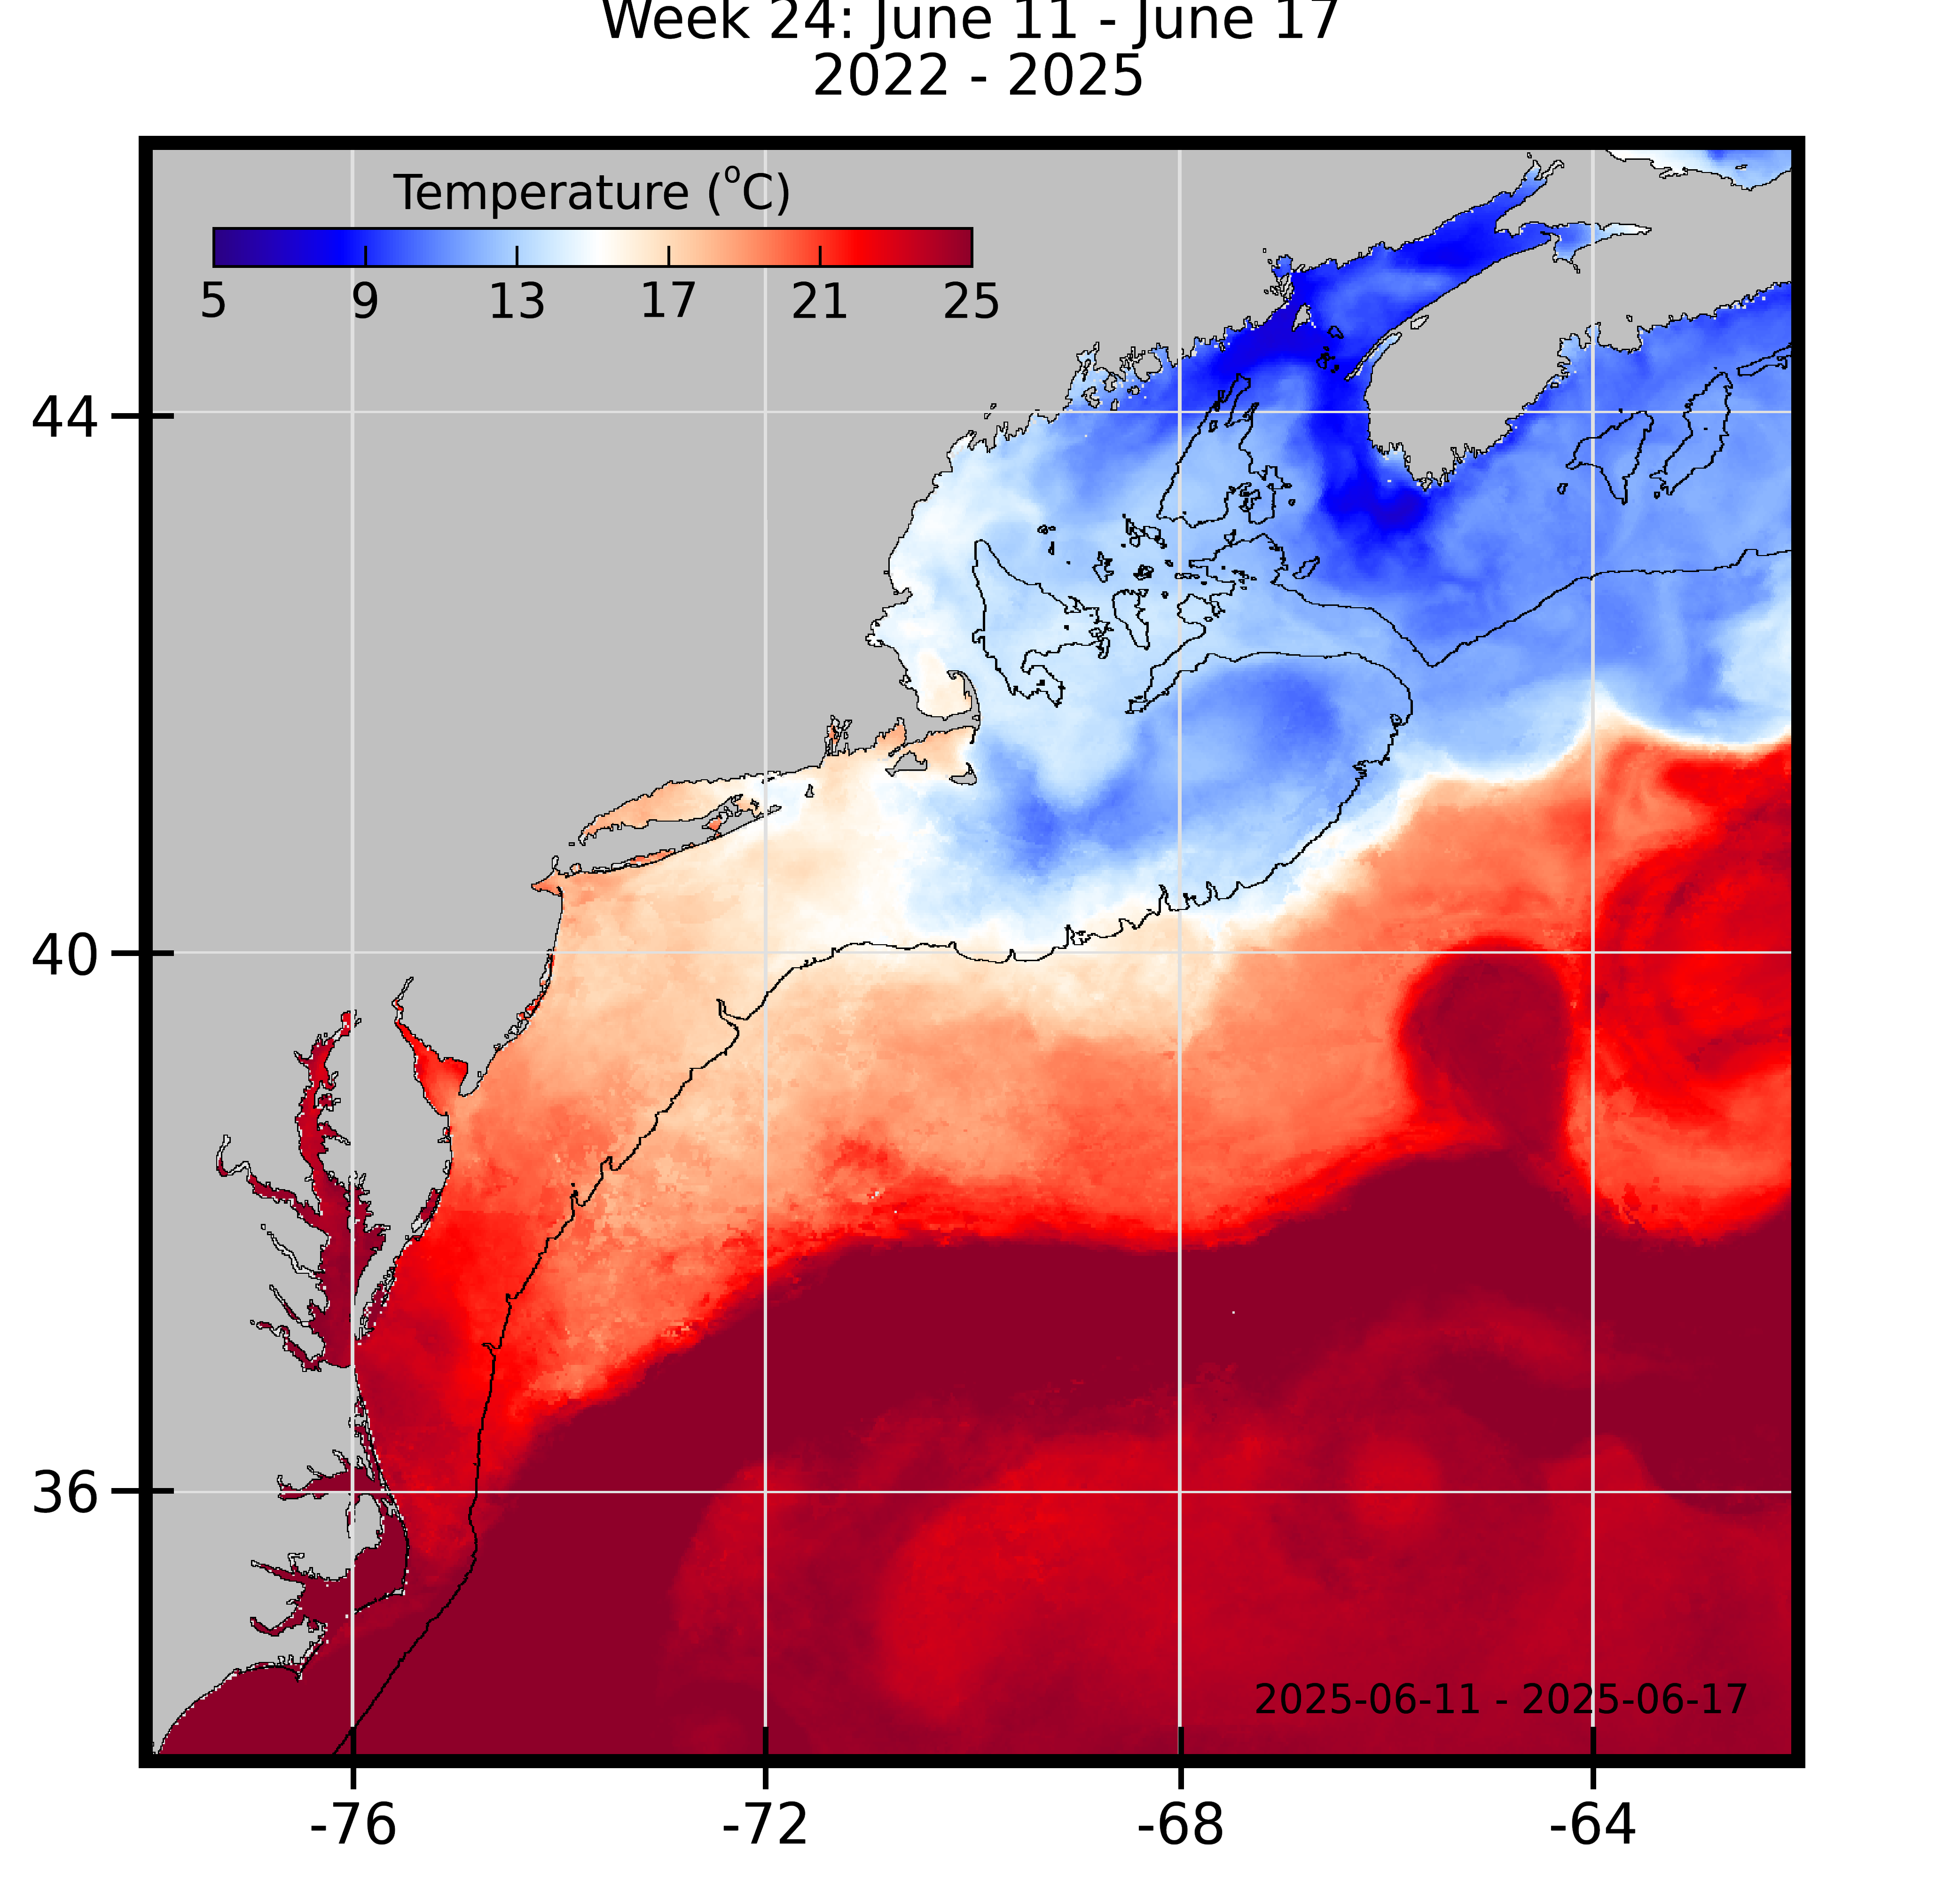 Week 24: June 11 - June 17
2022 - 2025
Temperature (°C)
5 9 13 17 21 25
44
40
36
2025-06-11 - 2025-06-17
-76 -72 -68 -64